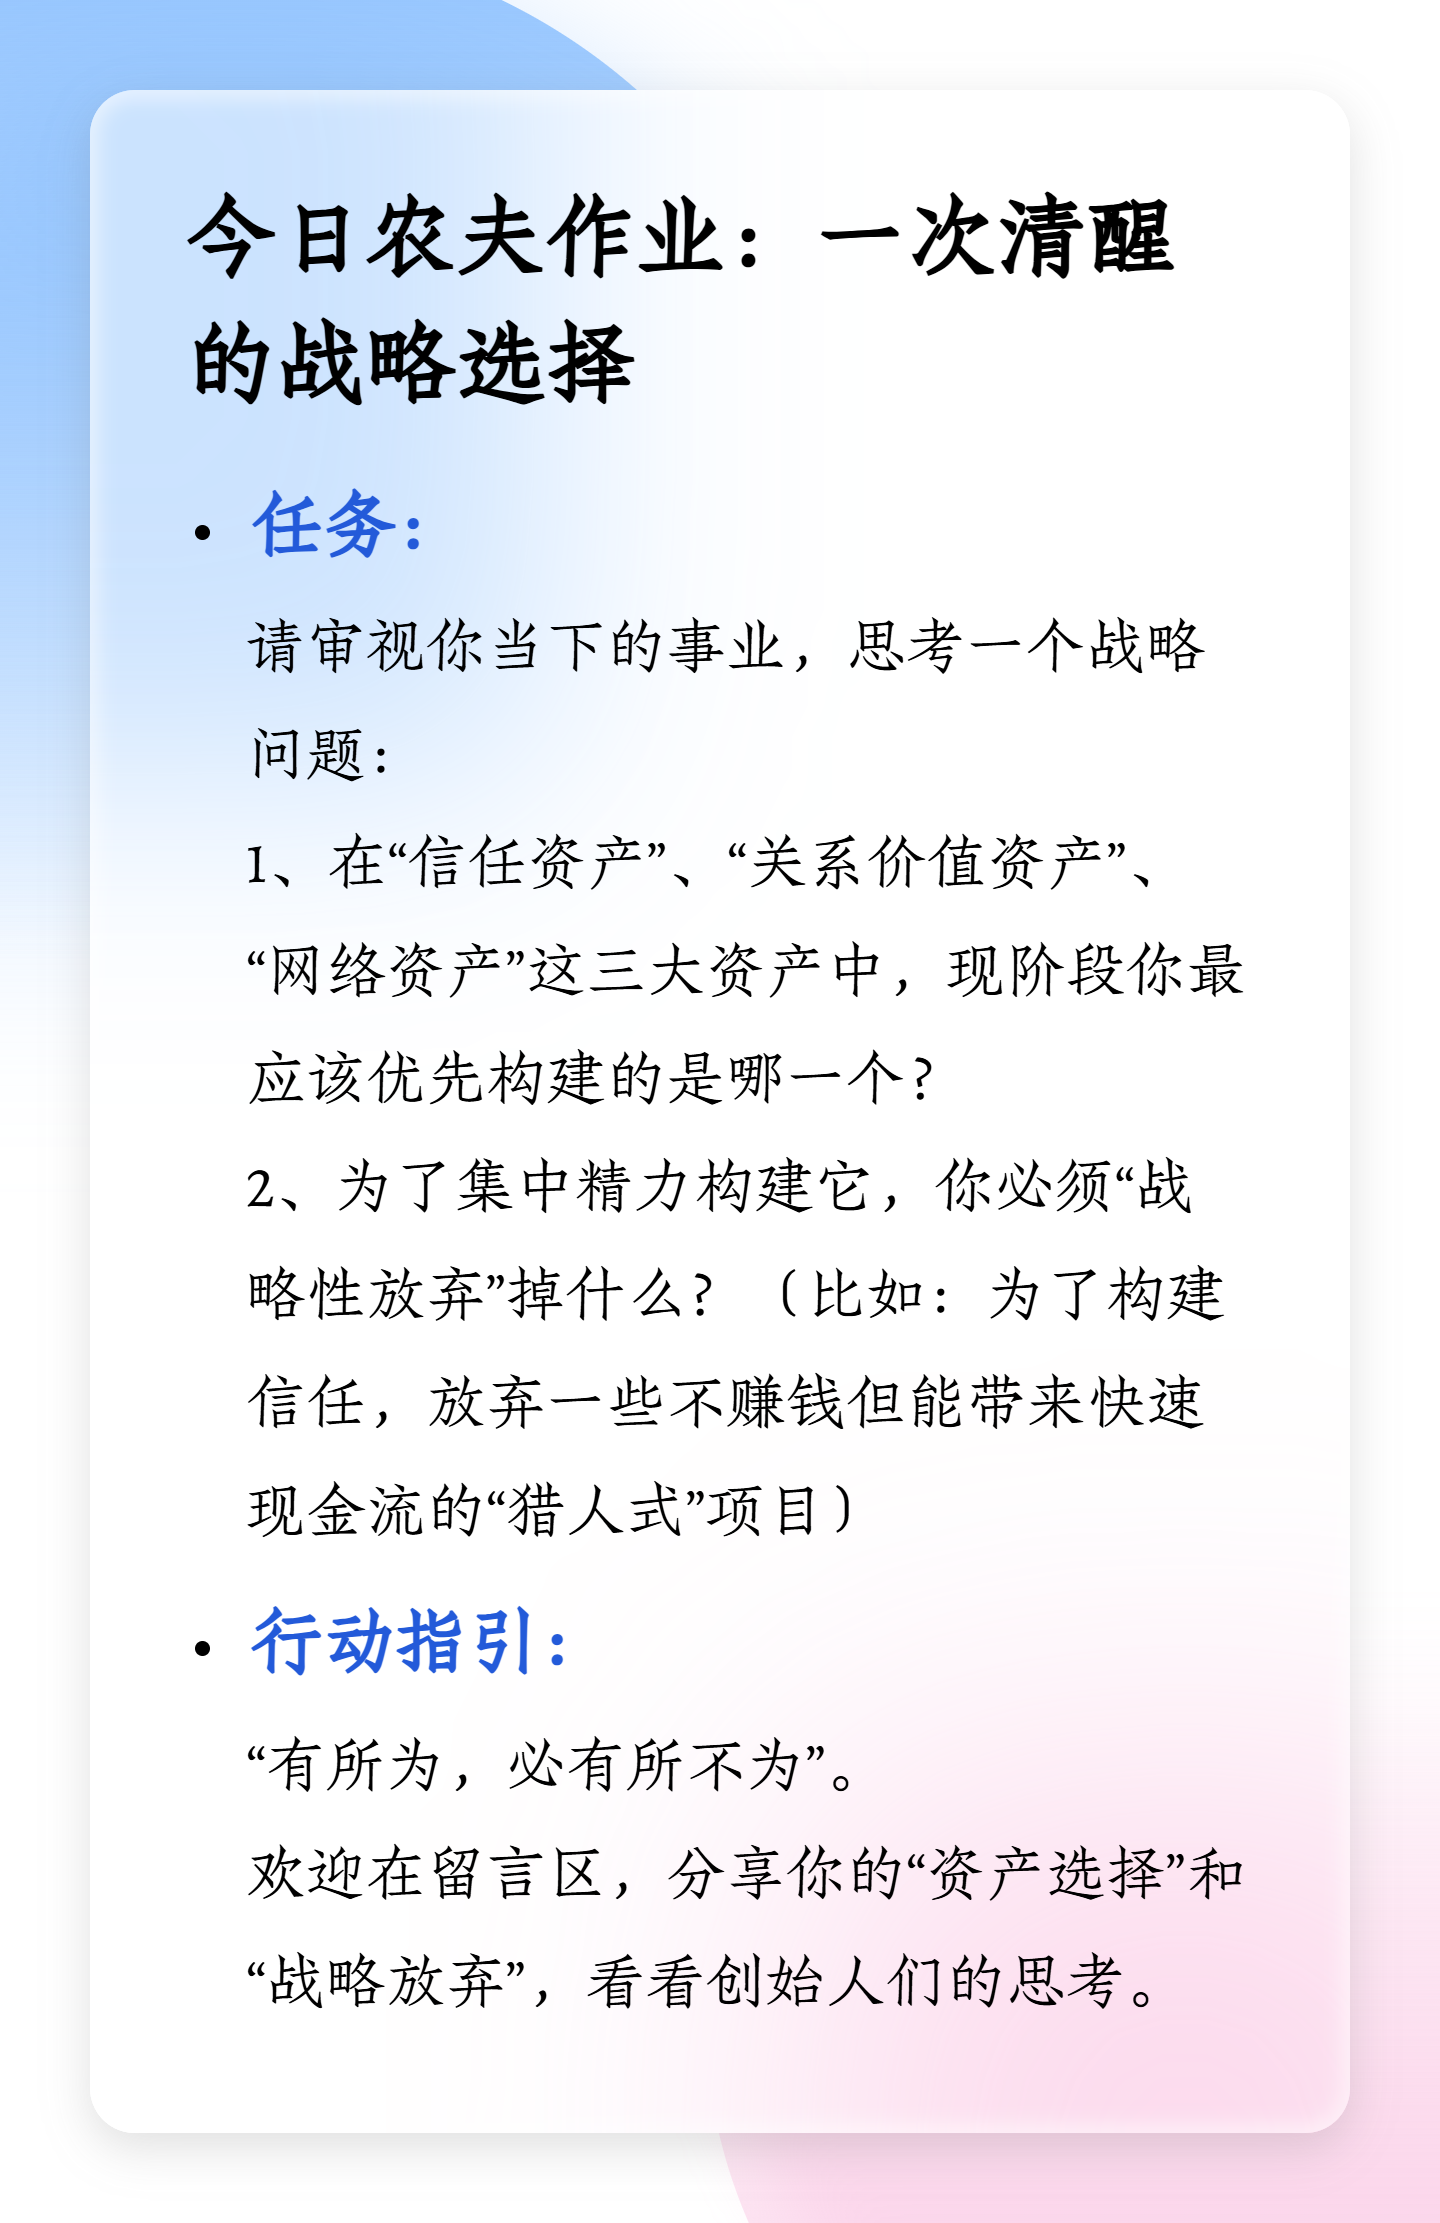 今日农夫作业：一次清醒
的战略选择
• 任务：
请审视你当下的事业，思考一个战略
问题：
1、在“信任资产”、“关系价值资产”、
“网络资产”这三大资产中，现阶段你最
应该优先构建的是哪一个？
2、为了集中精力构建它，你必须“战
略性放弃”掉什么？（比如：为了构建
信任，放弃一些不赚钱但能带来快速
现金流的“猎人式”项目）
• 行动指引：
“有所为，必有所不为”。
欢迎在留言区，分享你的“资产选择”和
“战略放弃”，看看创始人们的思考。